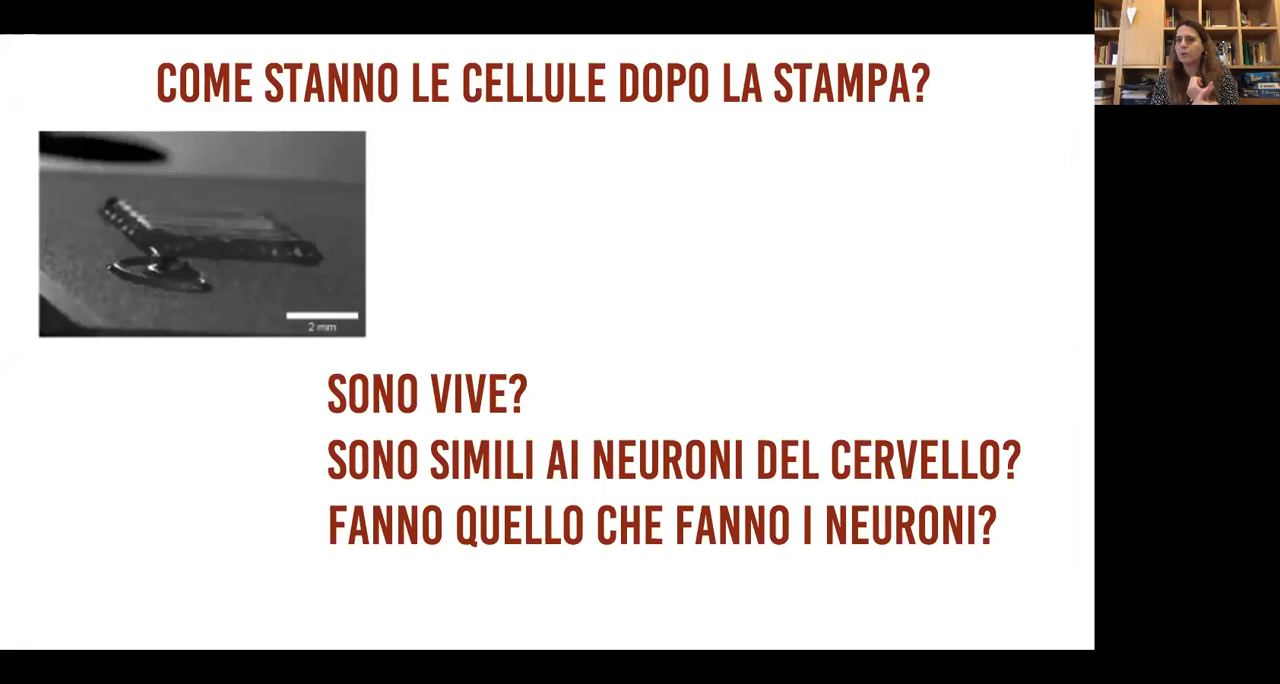 COME STANNO LE CELLULE DOPO LA STAMPA?
2 mm
SONO VIVE?
SONO SIMILI AI NEURONI DEL CERVELLO?
FANNO QUELLO CHE FANNO I NEURONI?